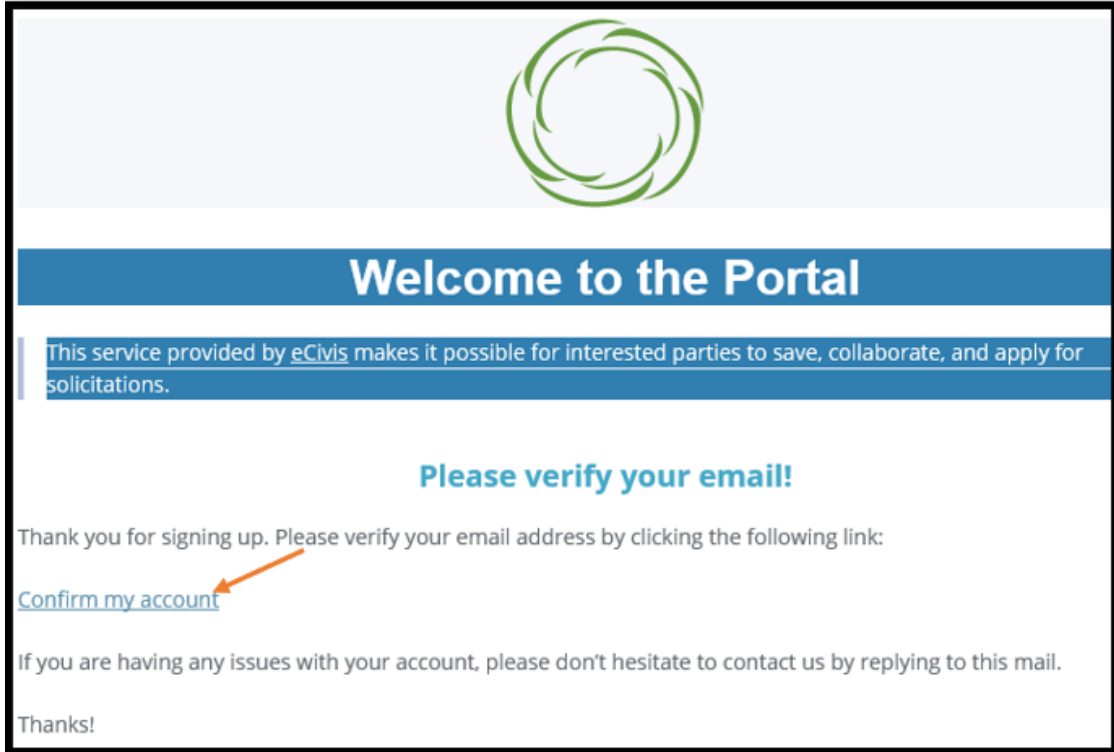 Welcome to the Portal
This service provided by eCivis makes it possible for interested parties to save, collaborate, and apply for
solicitations.
Please verify your email!
Thank you for signing up. Please verify your email address by clicking the following link:
Confirm my account
If you are having any issues with your account, please don’t hesitate to contact us by replying to this mail.
Thanks!